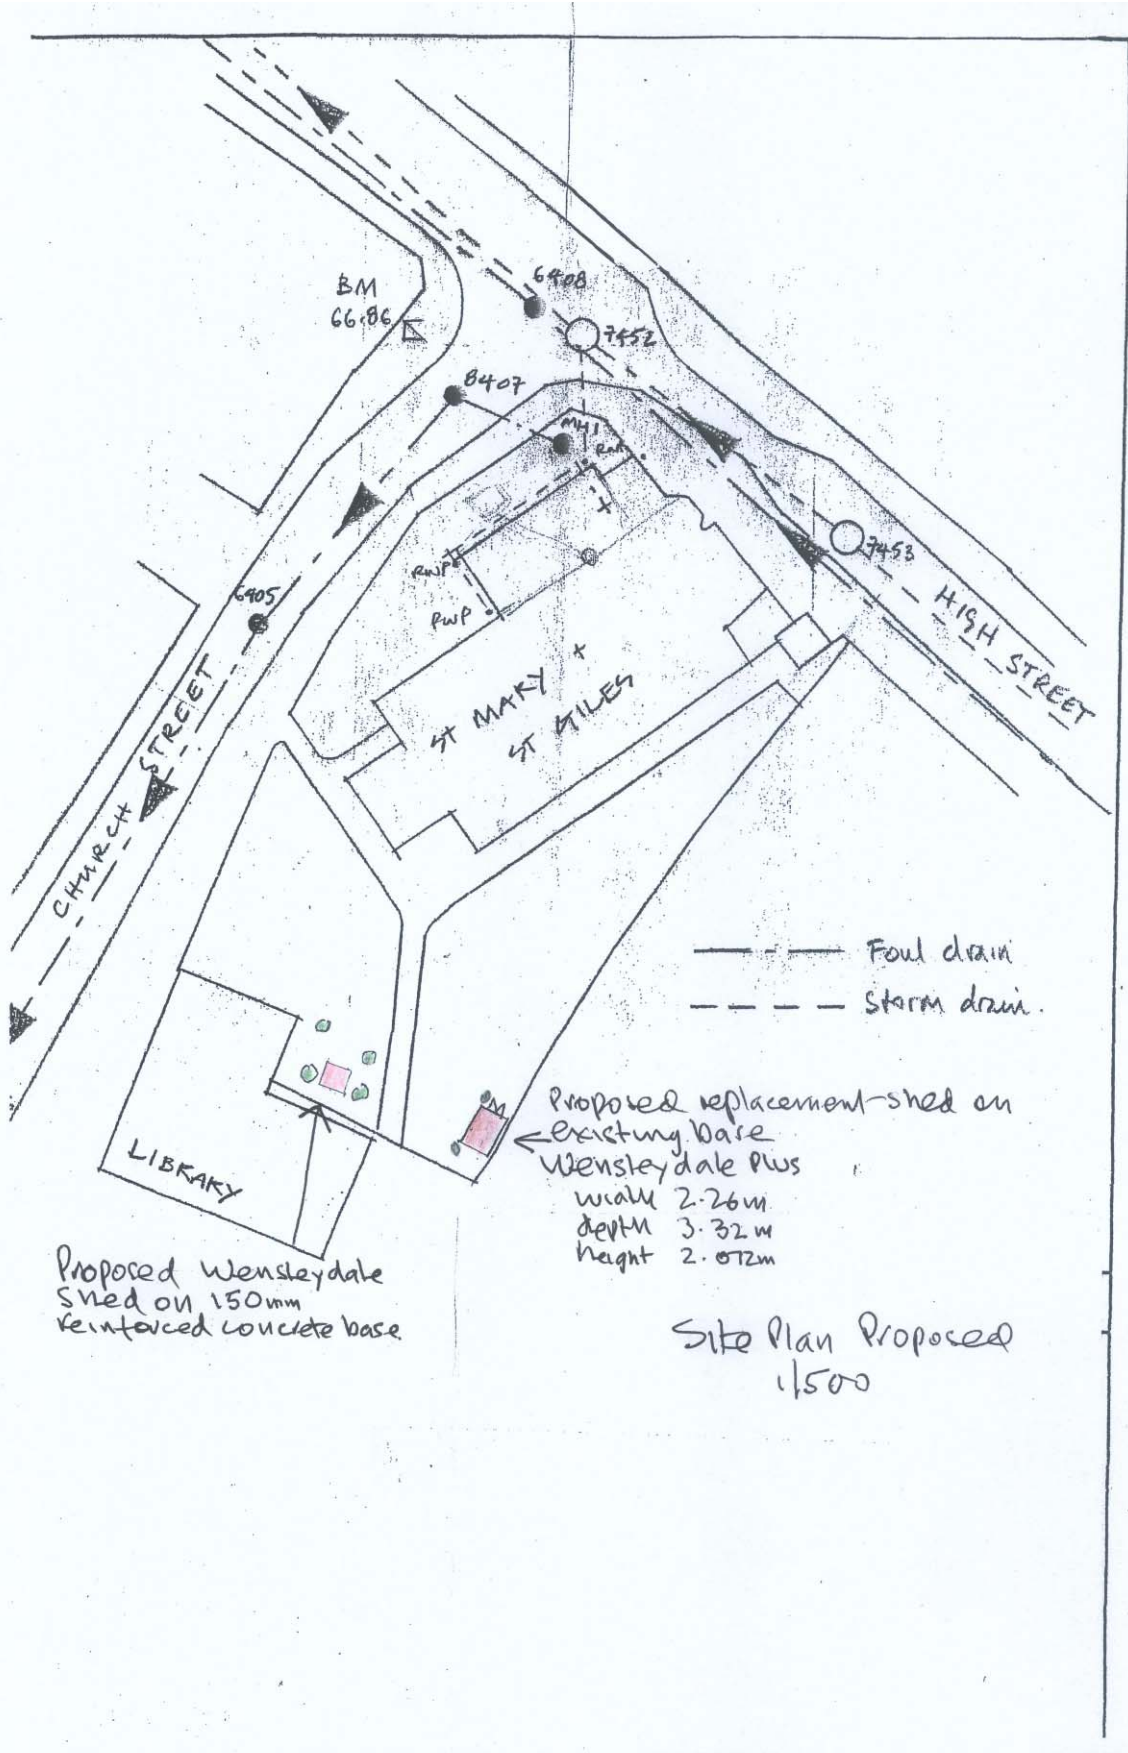 6408
BM
66.86
7452
8407
MH1
7453
RWP
6405
RWP
HIGH STREET
ST MARY +
ST GILES
CHURCH STREET
Foul drain
Storm drain.
Proposed replacement shed on
existing base
Wensleydale Plus
width 2.26m
depth 3.32m
height 2.072m
LIBRARY
Proposed Wensleydale
shed on 150mm
reinforced concrete base.
Site Plan Proposed
1/500